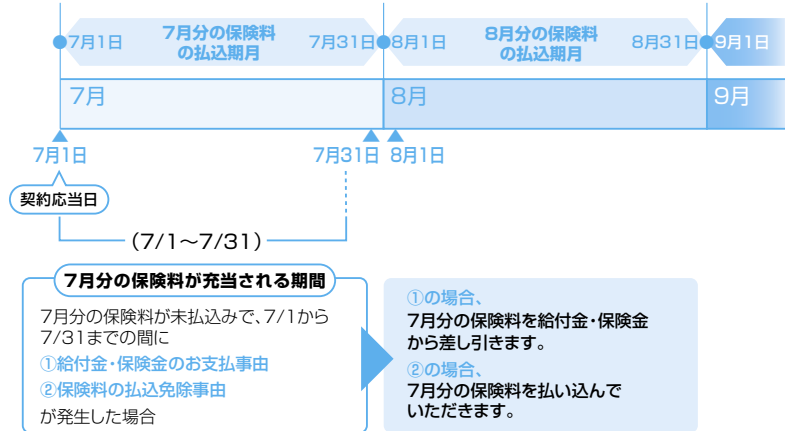 7月1日
7月分の保険料
の払込期月
7月31日
8月1日
8月分の保険料
の払込期月
8月31日
9月1日
7月
8月
9月
7月1日
7月31日
8月1日
契約応当日
(7/1～7/31)
7月分の保険料が充当される期間
7月分の保険料が未払込みで、7/1から
7/31までの間に
①給付金・保険金のお支払事由
②保険料の払込免除事由
が発生した場合
①の場合、
7月分の保険料を給付金・保険金
から差し引きます。
②の場合、
7月分の保険料を払い込んで
いただきます。